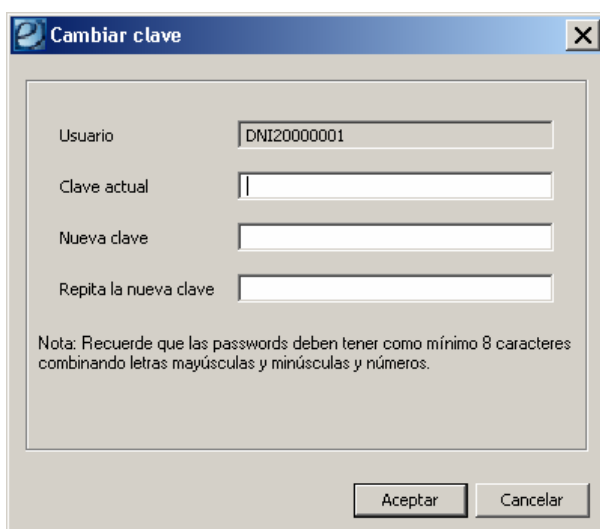 Cambiar clave
Usuario
DNI20000001
Clave actual
Nueva clave
Repita la nueva clave
Nota: Recuerde que las passwords deben tener como mínimo 8 caracteres
combinando letras mayúsculas y minúsculas y números.
Aceptar
Cancelar